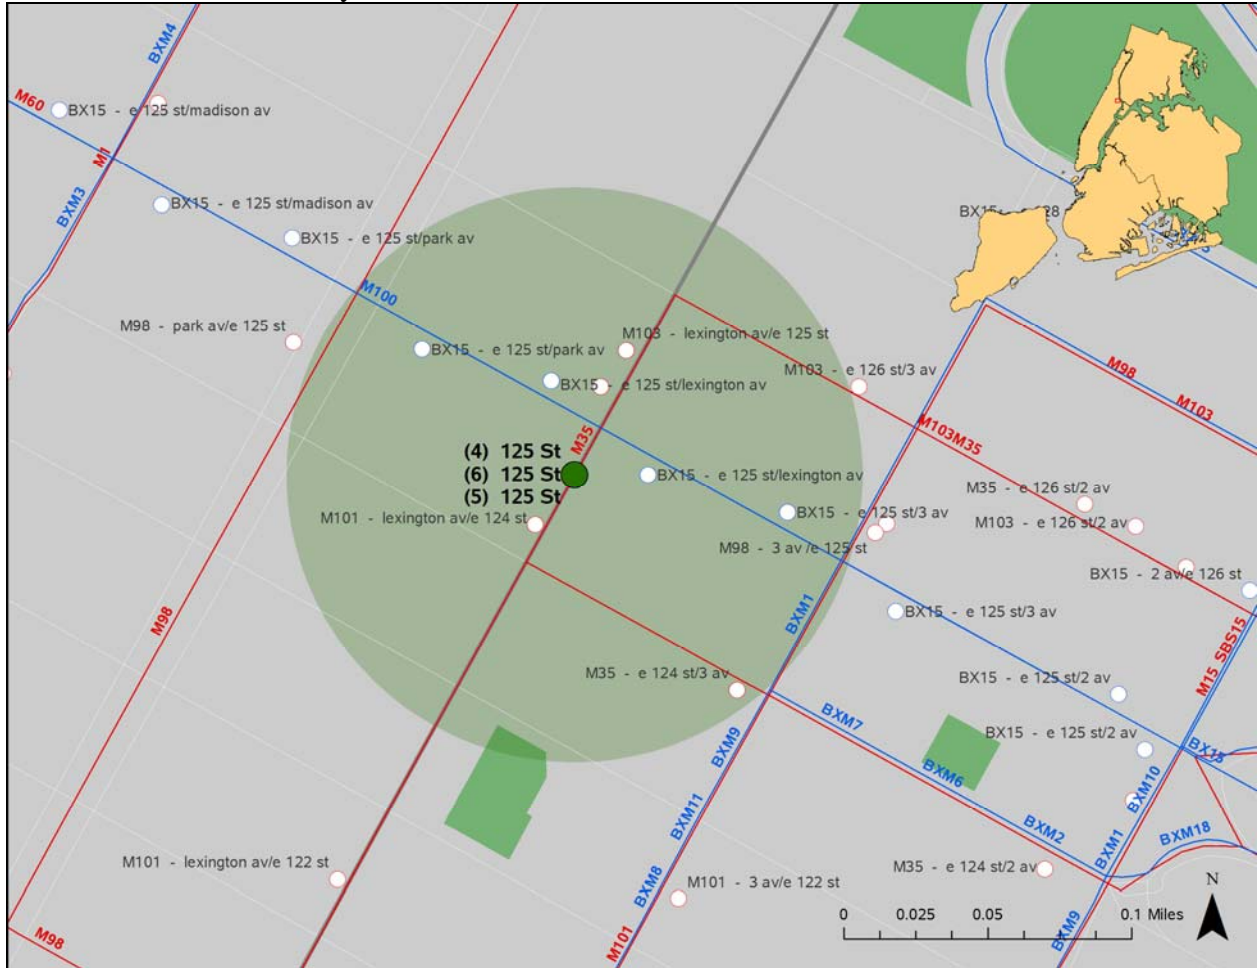 BXM4
M60
BX15 - e 125 st/madison av
M1
BXM3
BX15 - e 125 st/madison av
BX15 - e 125 st/park av
M100
M98 - park av/e 125 st
M103 - lexington av/e 125 st
BX15 - e 125 st/park av
BX15 - e 125 st/lexington av
M103 - e 126 st/3 av
M98
M103
M103M35
M35
(4) 125 St
(6) 125 St
(5) 125 St
BX15 - e 125 st/lexington av
M101 - lexington av/e 124 st
BX15 - e 125 st/3 av
M98 - 3 av /e 125 st
M35 - e 126 st/2 av
M103 - e 126 st/2 av
BX15 - 2 av/e 126 st
BXM1
BX15 - e 125 st/3 av
M98
M35 - e 124 st/3 av
BX15 - e 125 st/2 av
M15 SBS15
BXM7
BX15 - e 125 st/2 av
BX15
BXM9
BXM6
BXM10
BXM11
BXM2
BXM1
BXM18
M101 - lexington av/e 122 st
BXM8
M101 - 3 av/e 122 st
M35 - e 124 st/2 av
N
0 0.025 0.05 0.1 Miles
M98
M101
BXM9